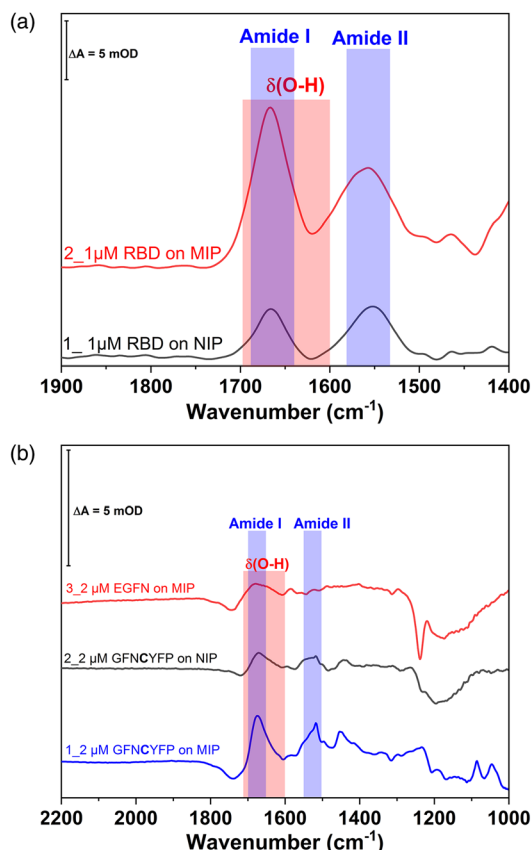 (a)
ΔA = 5 mOD
Amide I Amide II
δ(O-H)
2_1µM RBD on MIP
1_ 1µM RBD on NIP
1900 1800 1700 1600 1500 1400
Wavenumber (cm⁻¹)
(b)
ΔA = 5 mOD
Amide I Amide II
δ(O-H)
3_2 µM EGFN on MIP
2_2 µM GFNCYFP on NIP
1_2 µM GFNCYFP on MIP
2200 2000 1800 1600 1400 1200 1000
Wavenumber (cm⁻¹)